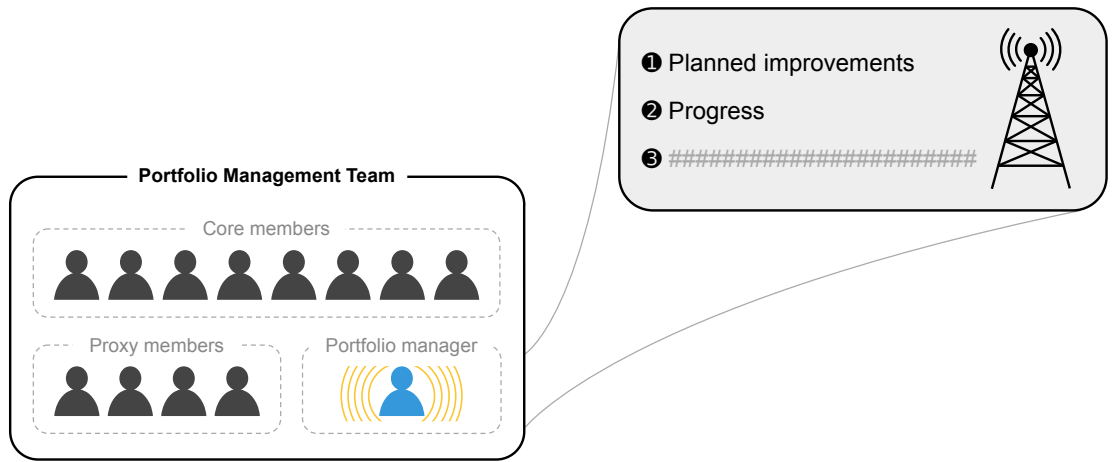 ❶ Planned improvements
❷ Progress
❸ #######################
Portfolio Management Team
Core members
Proxy members
Portfolio manager